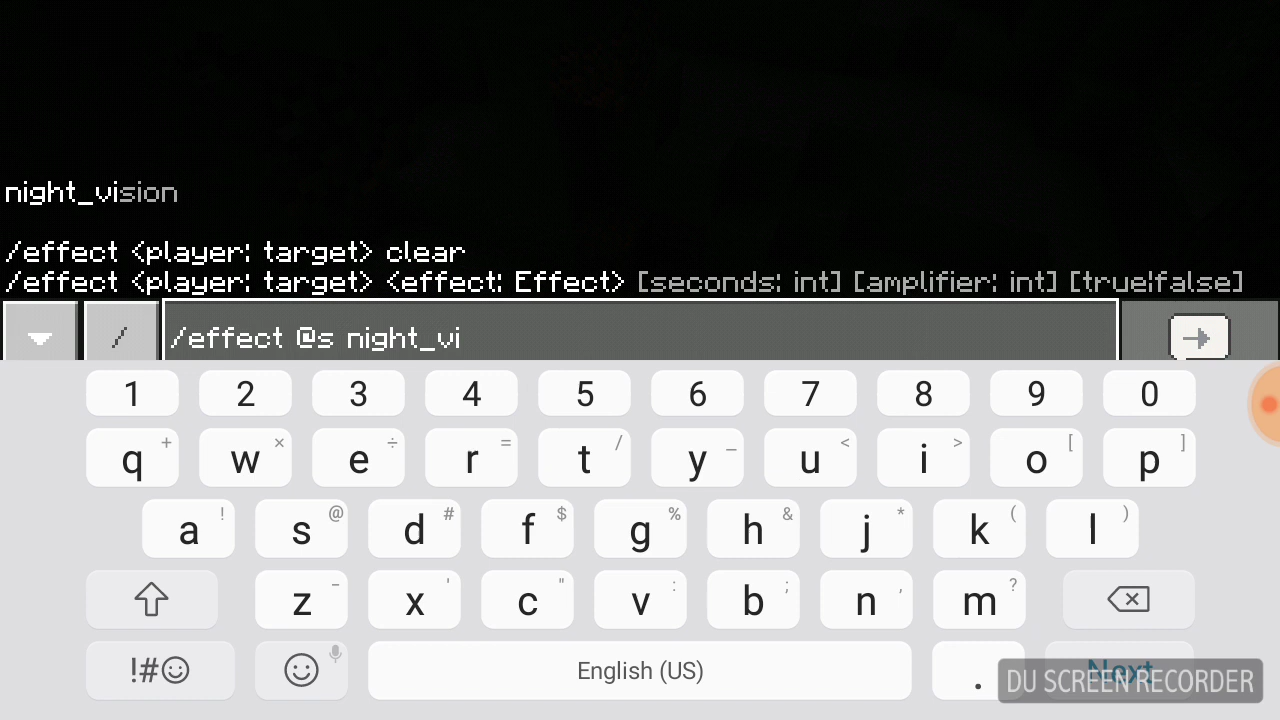 night_vision
/effect <player: target> clear
/effect <player: target> <effect: Effect> [seconds: int] [amplifier: int] [true|false]
/ /effect @s night_vi
1 2 3 4 5 6 7 8 9 0
q + w × e ÷ r = t / y _ u < i > o [ p ]
a ! s @ d # f $ g % h & j * k ( l )
z - x ' c " v : b ; n , m ?
!#☺ English (US) . Next
DU SCREEN RECORDER